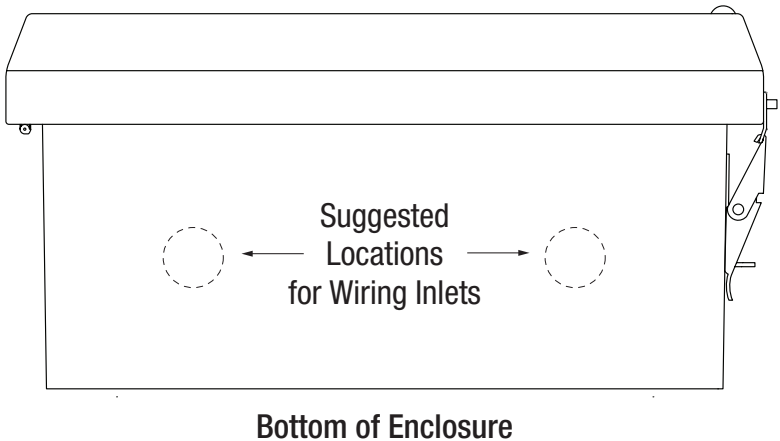 Suggested
Locations
for Wiring Inlets
Bottom of Enclosure